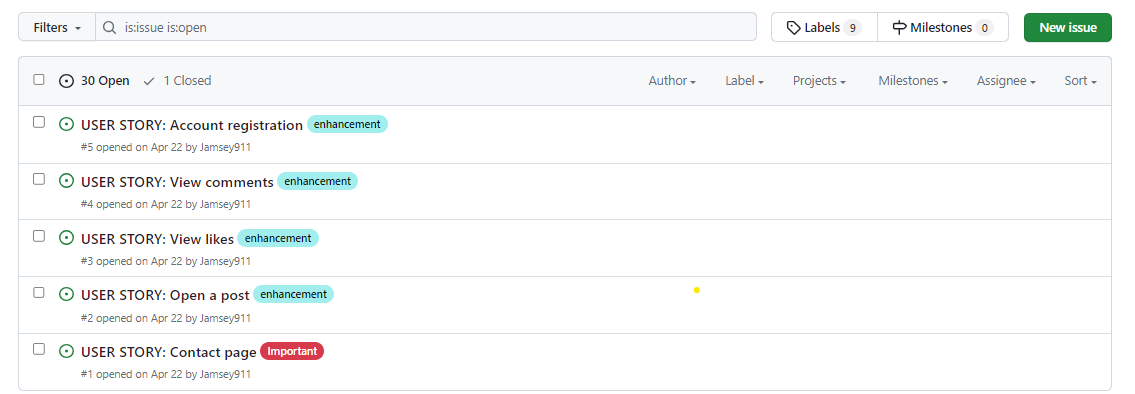 Filters is:issue is:open Labels 9 Milestones 0 New issue
30 Open 1 Closed Author Label Projects Milestones Assignee Sort
USER STORY: Account registration enhancement
#5 opened on Apr 22 by Jamsey911
USER STORY: View comments enhancement
#4 opened on Apr 22 by Jamsey911
USER STORY: View likes enhancement
#3 opened on Apr 22 by Jamsey911
USER STORY: Open a post enhancement
#2 opened on Apr 22 by Jamsey911
USER STORY: Contact page Important
#1 opened on Apr 22 by Jamsey911